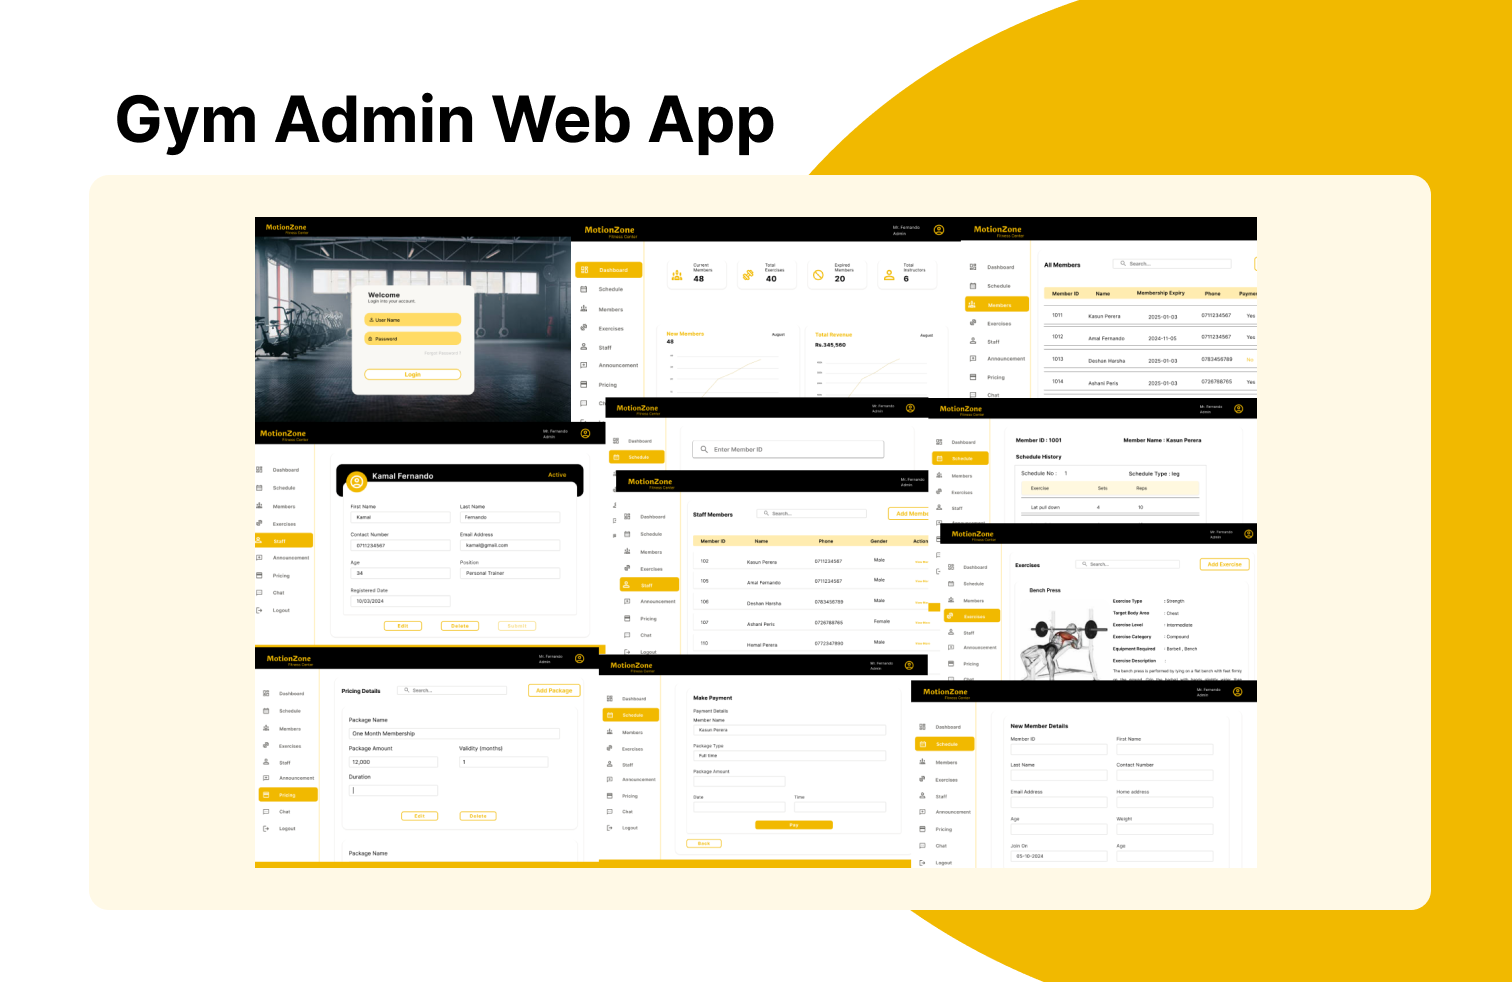 Gym Admin Web App
MotionZone
Fitness Center
Welcome
Login into your account.
User Name
Password
Forgot Password ?
Login
MotionZone
Fitness Center
Mr. Fernando
Admin
Dashboard
Schedule
Members
Exercises
Staff
Announcement
Pricing
Current Members
48
Total Exercises
40
Expired Members
20
Total Instructors
6
New Members
August
48
Total Revenue
August
Rs.345,560
MotionZone
Fitness Center
Dashboard
Schedule
Members
Exercises
Staff
Announcement
Pricing
Chat
All Members
Search...
Member ID Name Membership Expiry Phone
1011 Kasun Perera 2025-01-03 0711234567 Yes
1012 Amal Fernando 2024-11-05 0711234567 Yes
1013 Deshan Harsha 2025-01-03 0783456789 No
1014 Ashani Peris 2025-01-03 0726788765 Yes
MotionZone
Fitness Center
Mr. Fernando
Admin
Dashboard
Schedule
Members
Exercises
Staff
Announcement
Pricing
Chat
Logout
Kamal Fernando
Active
First Name
Kamal
Last Name
Fernando
Contact Number
0711234567
Email Address
kamal@gmail.com
Age
34
Position
Personal Trainer
Registered Date
10/03/2024
Edit
Delete
Submit
MotionZone
Fitness Center
Mr. Fernando
Admin
Dashboard
Schedule
Enter Member ID
MotionZone
Fitness Center
Mr. Fernando
Admin
Dashboard
Schedule
Members
Exercises
Staff
Announcement
Pricing
Chat
Logout
Staff Members
Search...
Add Membe
Member ID Name Phone Gender Action
102 Kasun Perera 0711234567 Male
105 Amal Fernando 0711234567 Male
106 Deshan Harsha 0783456789 Male
107 Ashani Peris 0726788765 Female
110 Hemal Perera 0772347890 Male
MotionZone
Fitness Center
Mr. Fernando
Admin
Dashboard
Schedule
Members
Exercises
Staff
Member ID : 1001
Member Name : Kasun Perera
Schedule History
Schedule No : 1
Schedule Type : leg
Exercise Sets Reps
Lat pull down 4 10
MotionZone
Fitness Center
Mr. Fernando
Admin
Dashboard
Schedule
Members
Exercises
Staff
Announcement
Pricing
Chat
Exercises
Search...
Add Exercise
Bench Press
Exercise Type : Strength
Target Body Area : Chest
Exercise Level : Intermediate
Exercise Category : Compound
Equipment Required : Barbell , Bench
Exercise Description :
The bench press is performed by lying on a flat bench with feet firmly
MotionZone
Fitness Center
Mr. Fernando
Admin
Dashboard
Schedule
Members
Exercises
Staff
Announcement
Pricing
Chat
Logout
Pricing Details
Search...
Add Package
Package Name
One Month Membership
Package Amount
12,000
Validity (months)
1
Duration
Edit
Delete
Package Name
MotionZone
Fitness Center
Mr. Fernando
Admin
Dashboard
Schedule
Members
Exercises
Staff
Announcement
Pricing
Chat
Logout
Make Payment
Payment Details
Member Name
Kasun Perera
Package Type
Full time
Package Amount
Date
Time
Pay
Back
MotionZone
Fitness Center
Mr. Fernando
Admin
Dashboard
Schedule
Members
Exercises
Staff
Announcement
Pricing
Chat
Logout
New Member Details
Member ID
First Name
Last Name
Contact Number
Email Address
Home address
Age
Weight
Join On
05-10-2024
Age